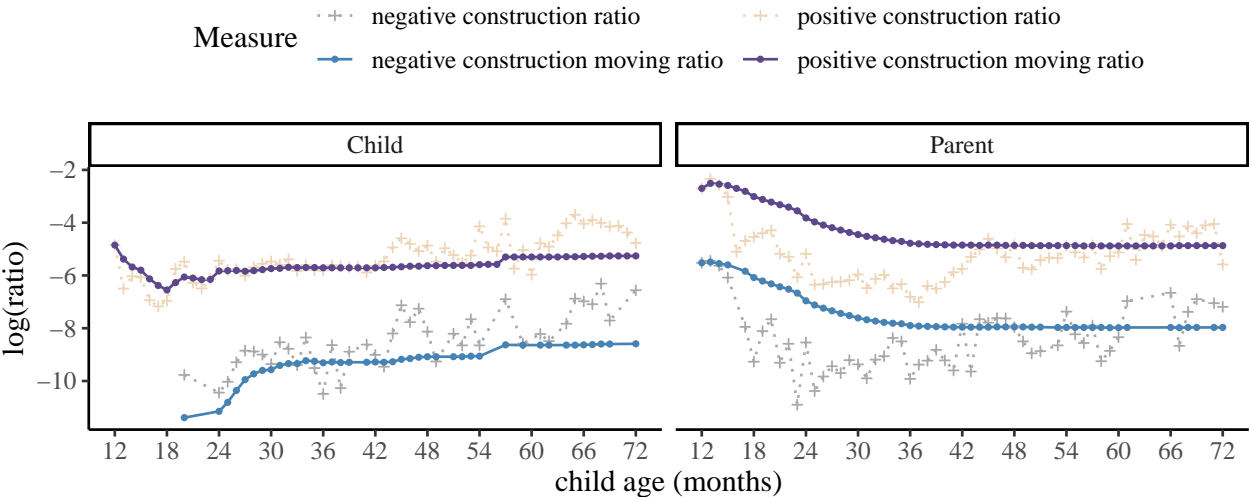 Measure
negative construction ratio positive construction ratio
negative construction moving ratio positive construction moving ratio
Child Parent
log(ratio)
−2
−4
−6
−8
−10
12 18 24 30 36 42 48 54 60 66 72 12 18 24 30 36 42 48 54 60 66 72
child age (months)